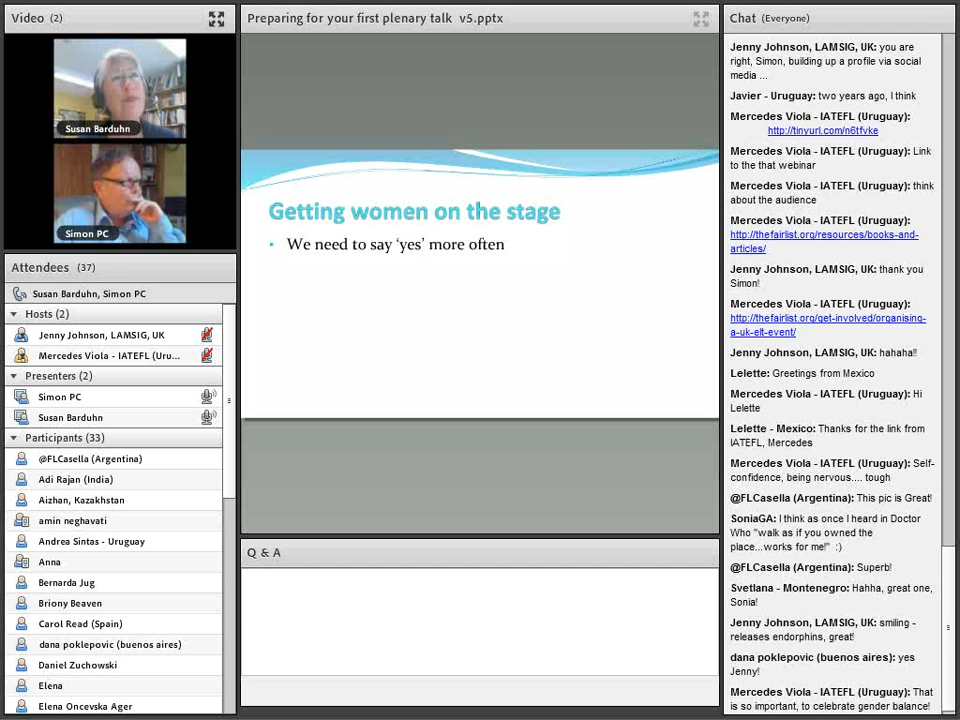 Video (2)
Susan Barduhn
Simon PC
Attendees (37)
Susan Barduhn, Simon PC
Hosts (2)
Jenny Johnson, LAMSIG, UK
Mercedes Viola - IATEFL (Uru...
Presenters (2)
Simon PC
Susan Barduhn
Participants (33)
@FLCasella (Argentina)
Adi Rajan (India)
Aizhan, Kazakhstan
amin neghavati
Andrea Sintas - Uruguay
Anna
Bernarda Jug
Briony Beaven
Carol Read (Spain)
dana poklepovic (buenos aires)
Daniel Zuchowski
Elena
Elena Oncevska Ager
Preparing for your first plenary talk v5.pptx
Getting women on the stage
• We need to say ‘yes’ more often
Q & A
Chat (Everyone)
Jenny Johnson, LAMSIG, UK: you are
right, Simon, building up a profile via social
media ...
Javier - Uruguay: two years ago, I think
Mercedes Viola - IATEFL (Uruguay):
http://tinyurl.com/n6tfvke
Mercedes Viola - IATEFL (Uruguay): Link
to the that webinar
Mercedes Viola - IATEFL (Uruguay): think
about the audience
Mercedes Viola - IATEFL (Uruguay):
http://thefairlist.org/resources/books-and-
articles/
Jenny Johnson, LAMSIG, UK: thank you
Simon!
Mercedes Viola - IATEFL (Uruguay):
http://thefairlist.org/get-involved/organising-
a-uk-elt-event/
Jenny Johnson, LAMSIG, UK: hahaha!!
Lelette: Greetings from Mexico
Mercedes Viola - IATEFL (Uruguay): Hi
Lelette
Lelette - Mexico: Thanks for the link from
IATEFL, Mercedes
Mercedes Viola - IATEFL (Uruguay): Self-
confidence, being nervous.... tough
@FLCasella (Argentina): This pic is Great!
SoniaGA: I think as once I heard in Doctor
Who "walk as if you owned the
place...works for me!" :)
@FLCasella (Argentina): Superb!
Svetlana - Montenegro: Hahha, great one,
Sonia!
Jenny Johnson, LAMSIG, UK: smiling -
releases endorphins, great!
dana poklepovic (buenos aires): yes
Jenny!
Mercedes Viola - IATEFL (Uruguay): That
is so important, to celebrate gender balance!